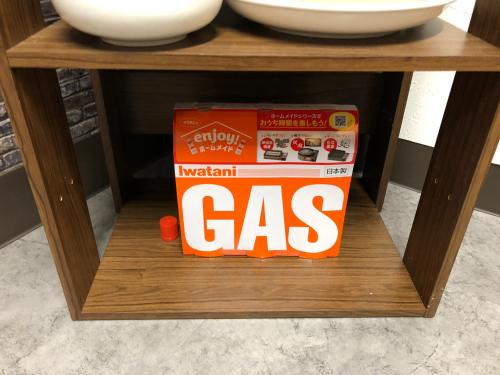 ホームメイドシリーズで
おうち時間を楽しもう!
enjoy!
ホームメイド
Iwatani
日本製
GAS